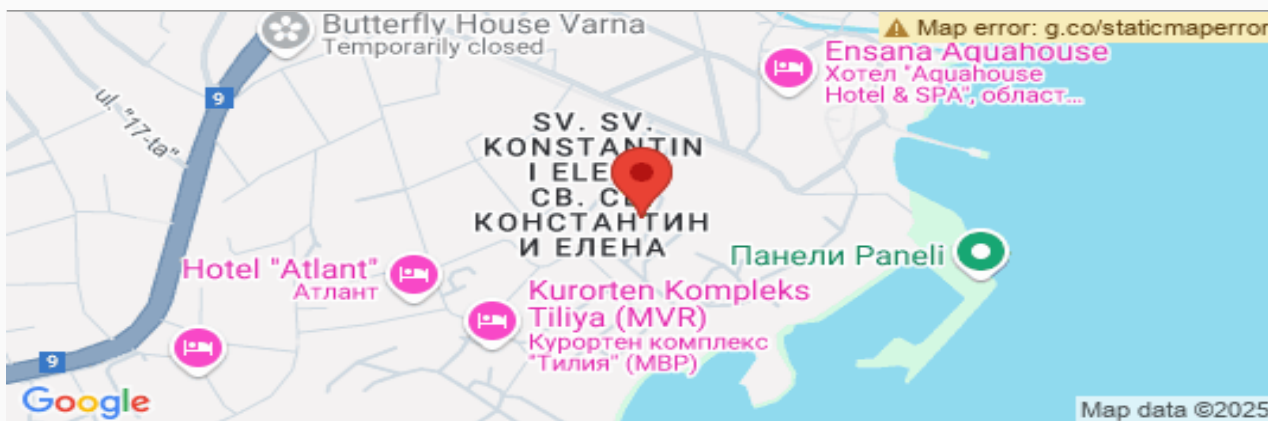 Butterfly House Varna
Temporarily closed
⚠ Map error: g.co/staticmaperror
Ensana Aquahouse
Хотел "Aquahouse
Hotel & SPA", област...
9
ul. "17-ta"
SV. SV.
KONSTANTIN
I ELE
СВ. С
КОНСТАНТИН
И ЕЛЕНА
Панели Paneli
Hotel "Atlant"
Атлант
Kurorten Kompleks
Tiliya (MVR)
Курортен комплекс
"Тилия" (МВР)
9
Google
Map data ©2025